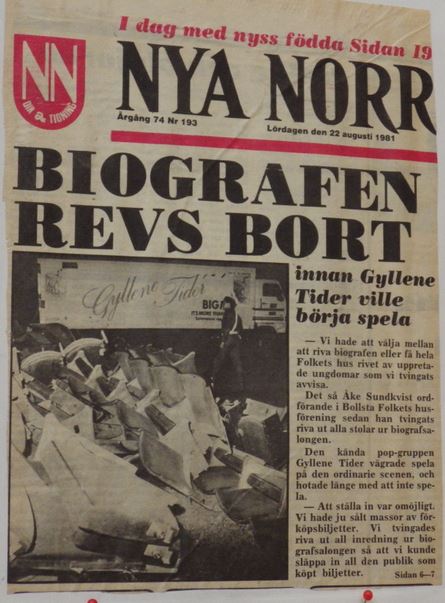 I dag med nyss födda Sidan 19
NN
DIN
TIDNING
NYA NORR
Årgång 74 Nr 193
Lördagen den 22 augusti 1981
BIOGRAFEN
REVS BORT
innan Gyllene
Tider ville
börja spela
Gyllene Tider
— Vi hade att välja mellan
att riva biografen eller få hela
Folkets hus rivet av uppreta-
de ungdomar som vi tvingats
avvisa.
Det så Åke Sundkvist ord-
förande i Bollsta Folkets hus-
förening sedan han tvingats
riva ut alla stolar ur biografsa-
longen.
Den kända pop-gruppen
Gyllene Tider vägrade spela
på den ordinarie scenen, och
hotade länge med att inte spe-
la.
— Att ställa in var omöjligt.
Vi hade ju sålt massor av för-
köpsbiljetter. Vi tvingades
riva ut all inredning ur bio-
grafsalongen så att vi kunde
släppa in all den publik som
köpt biljetter.
Sidan 6—7